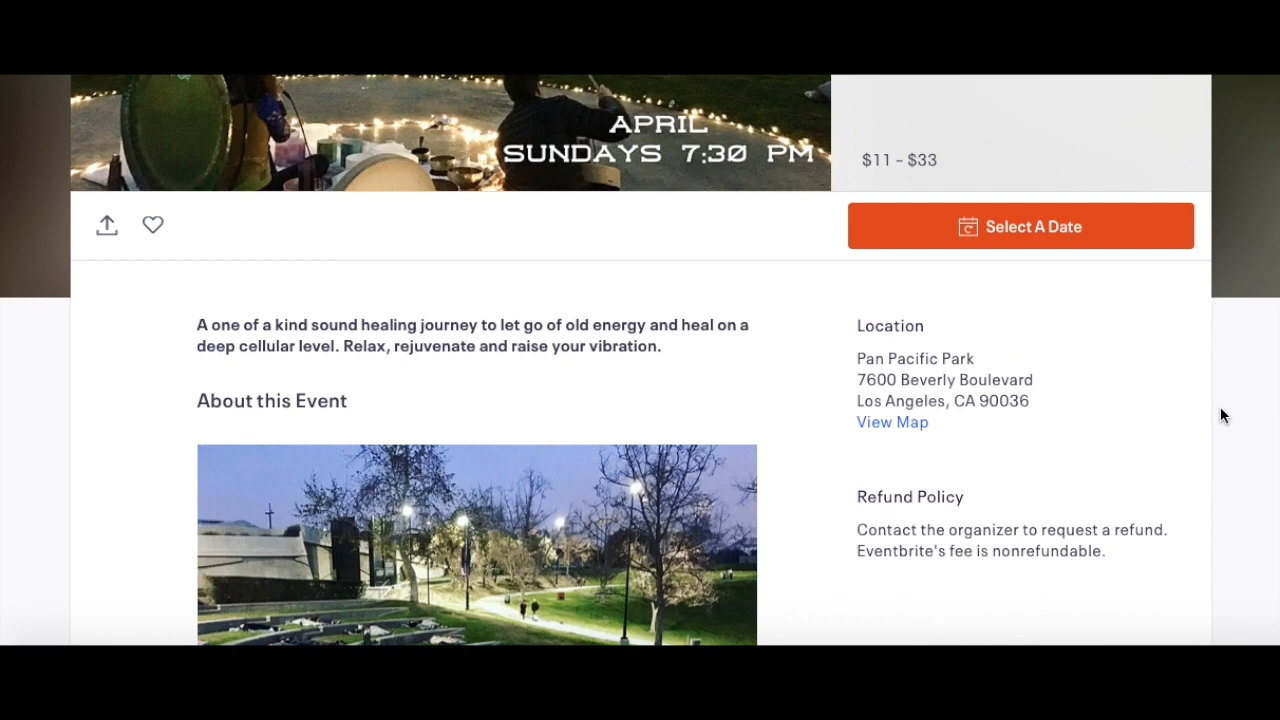 APRIL
SUNDAYS 7:30 PM
$11 – $33
Select A Date
A one of a kind sound healing journey to let go of old energy and heal on a
deep cellular level. Relax, rejuvenate and raise your vibration.
About this Event
Location
Pan Pacific Park
7600 Beverly Boulevard
Los Angeles, CA 90036
View Map
Refund Policy
Contact the organizer to request a refund.
Eventbrite's fee is nonrefundable.